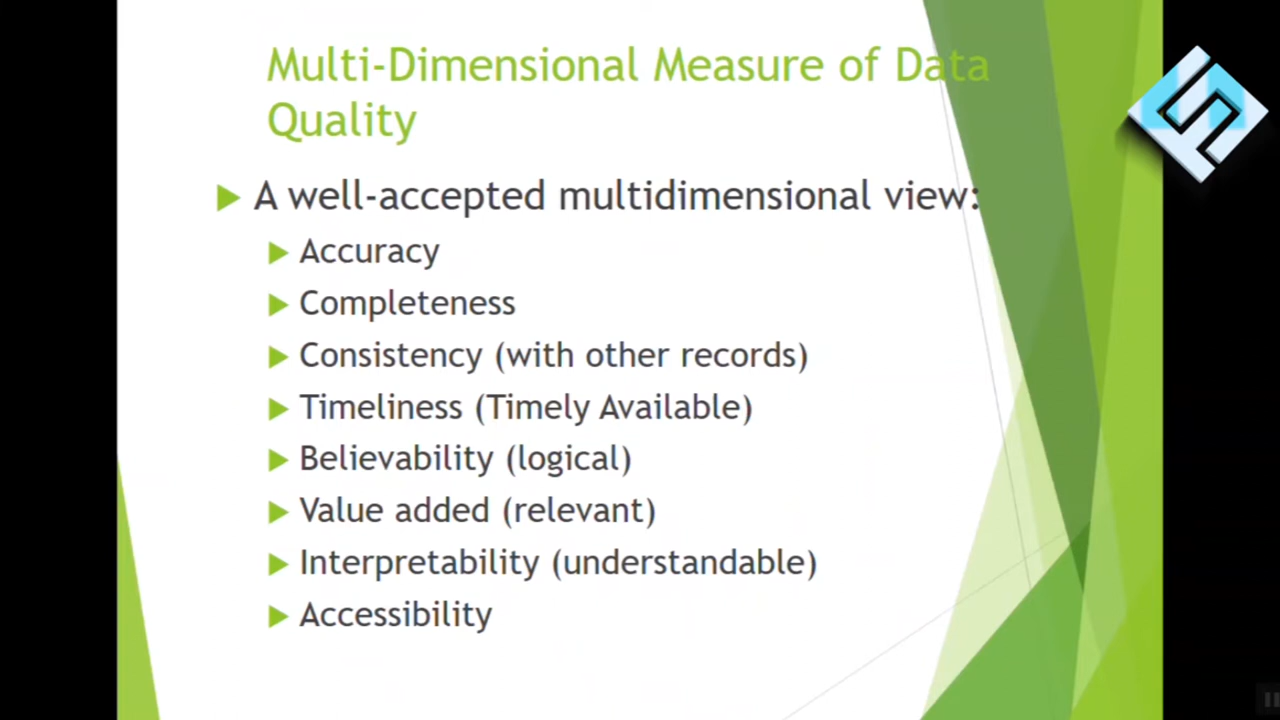 Multi-Dimensional Measure of Data
Quality
A well-accepted multidimensional view:
Accuracy
Completeness
Consistency (with other records)
Timeliness (Timely Available)
Believability (logical)
Value added (relevant)
Interpretability (understandable)
Accessibility